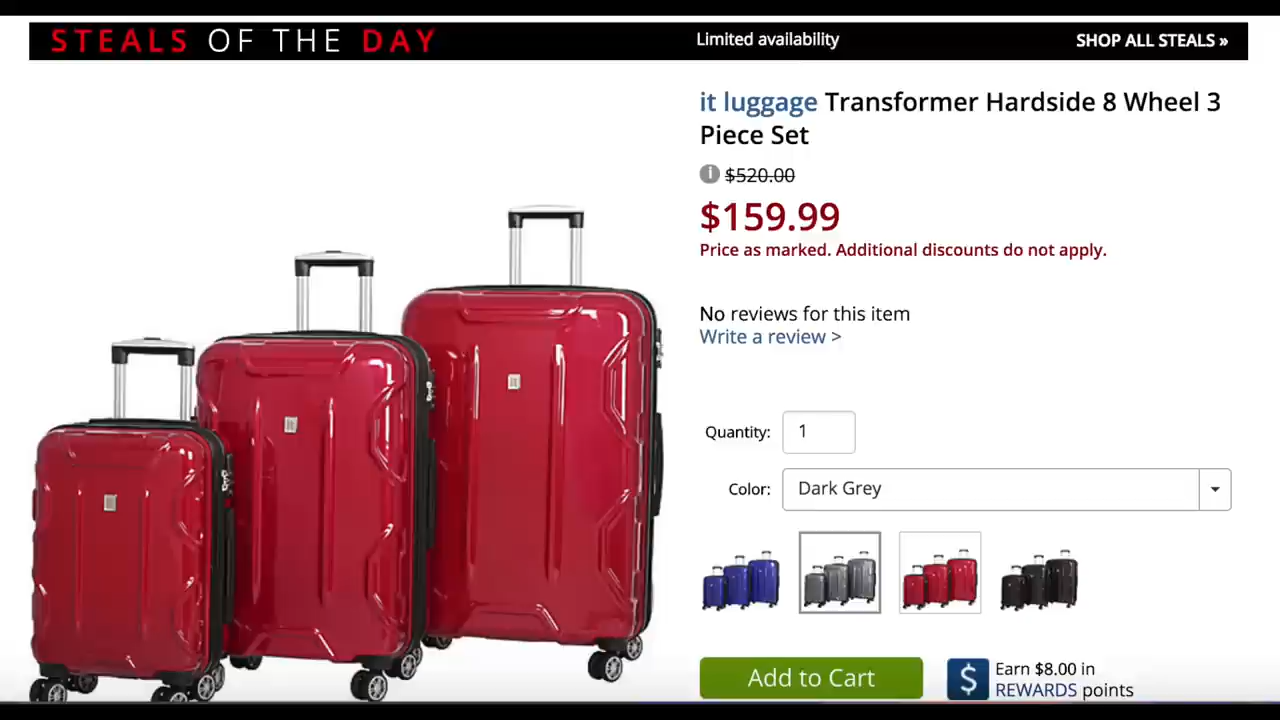 STEALS OF THE DAY
Limited availability
SHOP ALL STEALS »
it luggage Transformer Hardside 8 Wheel 3
Piece Set
i $520.00
$159.99
Price as marked. Additional discounts do not apply.
No reviews for this item
Write a review >
Quantity: 1
Color: Dark Grey
Add to Cart
$ Earn $8.00 in
REWARDS points